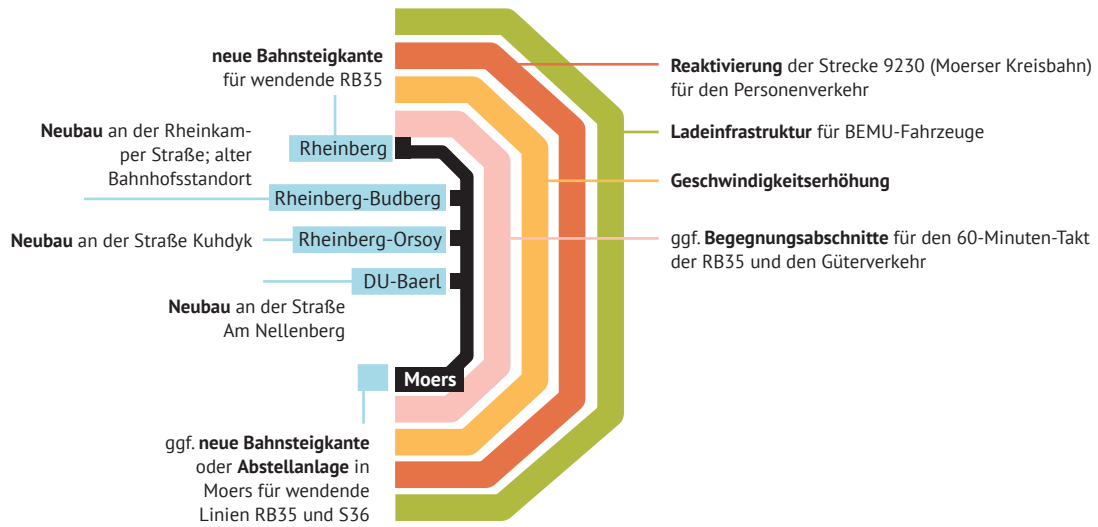 neue Bahnsteigkante
für wendende RB35
Neubau an der Rheinkam-
per Straße; alter
Bahnhofsstandort
Rheinberg
Rheinberg-Budberg
Neubau an der Straße Kuhdyk
Rheinberg-Orsoy
DU-Baerl
Neubau an der Straße
Am Nellenberg
Moers
ggf. neue Bahnsteigkante
oder Abstellanlage in
Moers für wendende
Linien RB35 und S36
Reaktivierung der Strecke 9230 (Moerser Kreisbahn)
für den Personenverkehr
Ladeinfrastruktur für BEMU-Fahrzeuge
Geschwindigkeitserhöhung
ggf. Begegnungsabschnitte für den 60-Minuten-Takt
der RB35 und den Güterverkehr